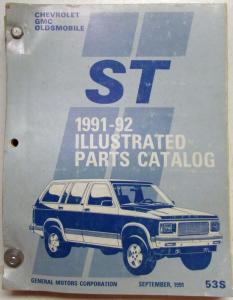 CHEVROLET
GMC
OLDSMOBILE
ST
1991-92
ILLUSTRATED
PARTS CATALOG
GENERAL MOTORS CORPORATION SEPTEMBER, 1991 53S